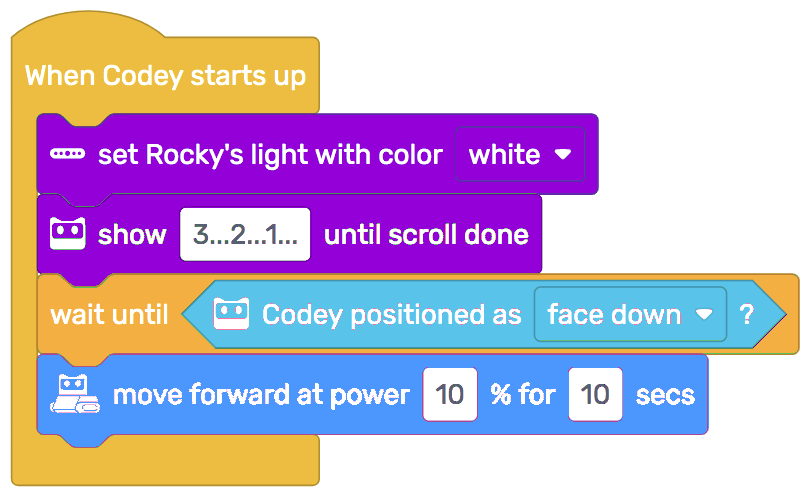 When Codey starts up
set Rocky's light with color white
show 3...2...1... until scroll done
wait until Codey positioned as face down ?
move forward at power 10 % for 10 secs